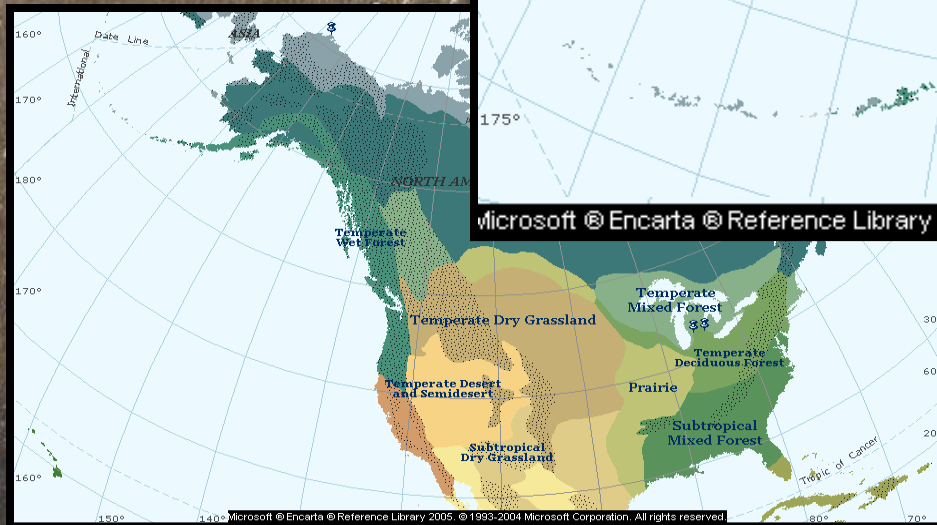 160°
Date Line
ASIA
International
170°
175°
180°
NORTH AM
Microsoft ® Encarta ® Reference Library
Temperate
Wet Forest
170°
Temperate
Mixed Forest
Temperate Dry Grassland
30
Temperate
Deciduous Forest
60
Temperate Desert
and Semidesert
Prairie
Subtropical
Mixed Forest
20
Subtropical
Dry Grassland
Tropic of Cancer
160°
150°
140°
80°
70°
Microsoft ® Encarta ® Reference Library 2005. © 1993-2004 Microsoft Corporation. All rights reserved.